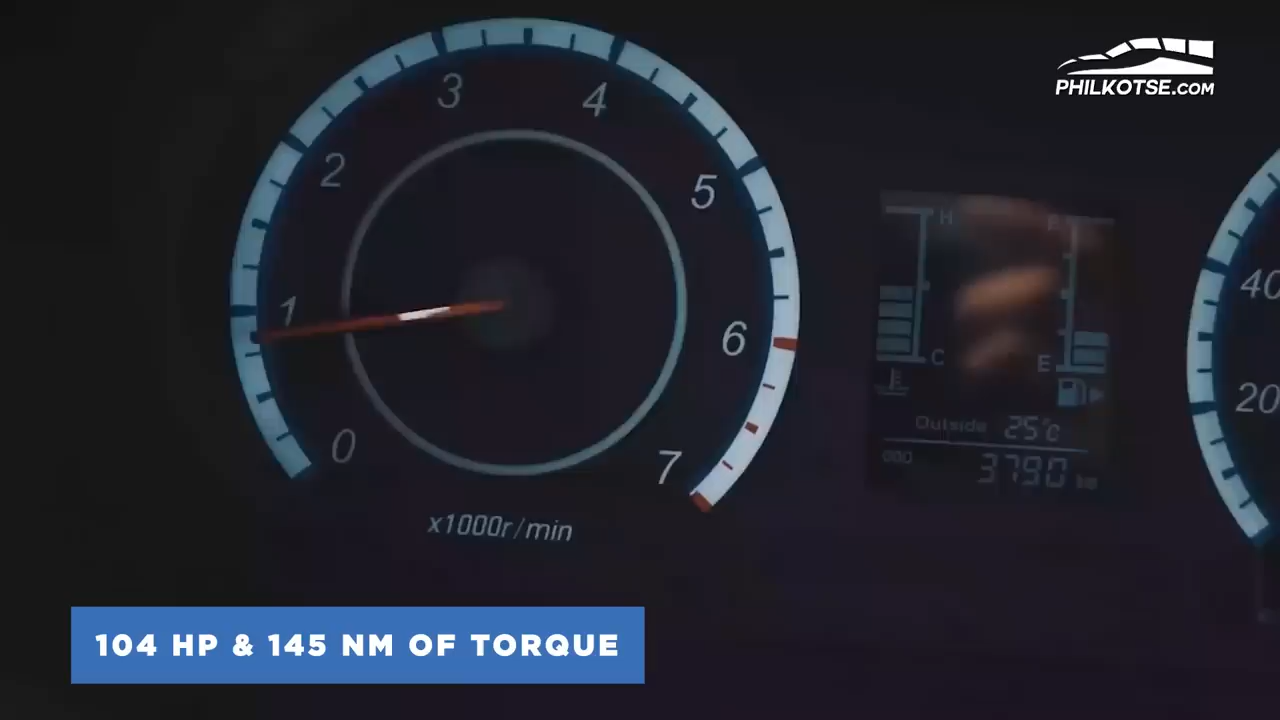 PHILKOTSE.COM
0
1
2
3
4
5
6
7
x1000r/min
H
C
F
E
Outside 25°C
000
3790 km
40
20
104 HP & 145 NM OF TORQUE